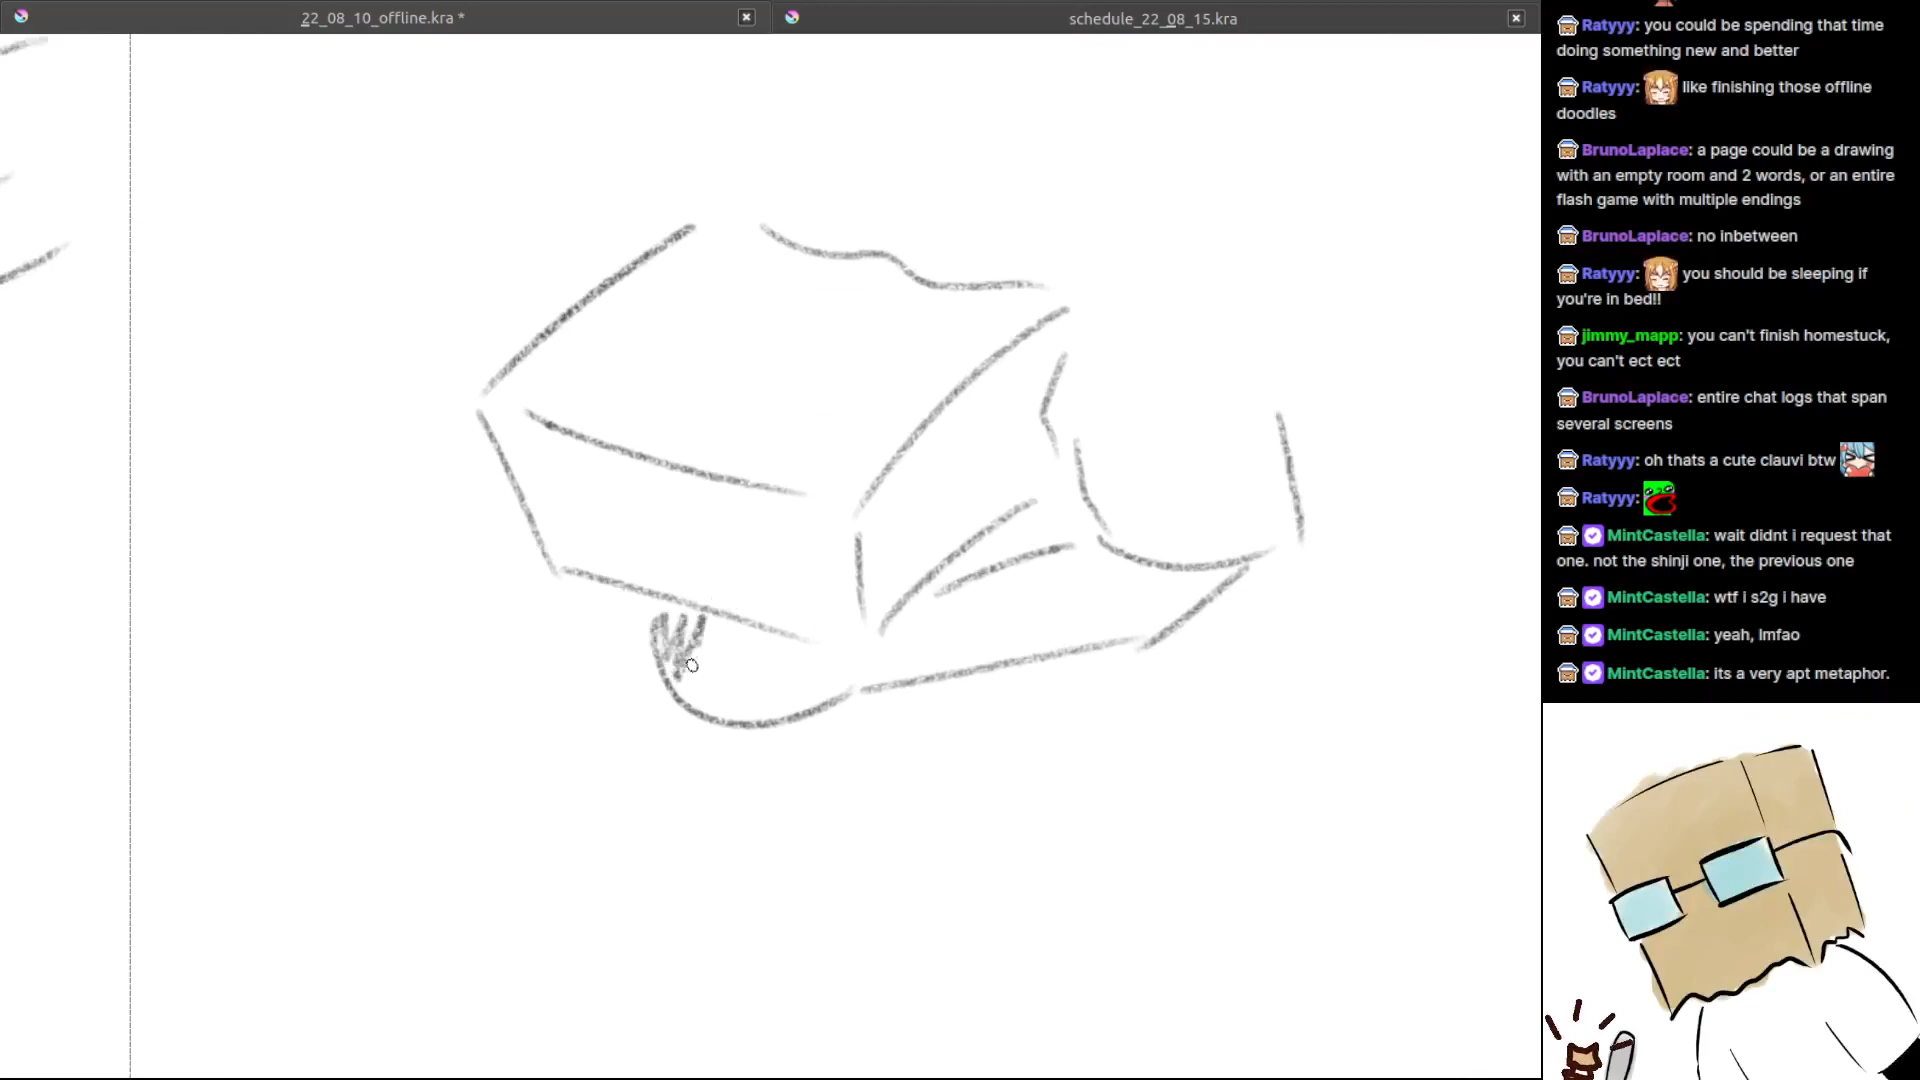 22_08_10_offline.kra *
schedule_22_08_15.kra
Ratyyy: you could be spending that time
doing something new and better
Ratyyy: like finishing those offline
doodles
BrunoLaplace: a page could be a drawing
with an empty room and 2 words, or an entire
flash game with multiple endings
BrunoLaplace: no inbetween
Ratyyy: you should be sleeping if
you're in bed!!
jimmy_mapp: you can't finish homestuck,
you can't ect ect
BrunoLaplace: entire chat logs that span
several screens
Ratyyy: oh thats a cute clauvi btw
Ratyyy:
MintCastella: wait didnt i request that
one. not the shinji one, the previous one
MintCastella: wtf i s2g i have
MintCastella: yeah, lmfao
MintCastella: its a very apt metaphor.